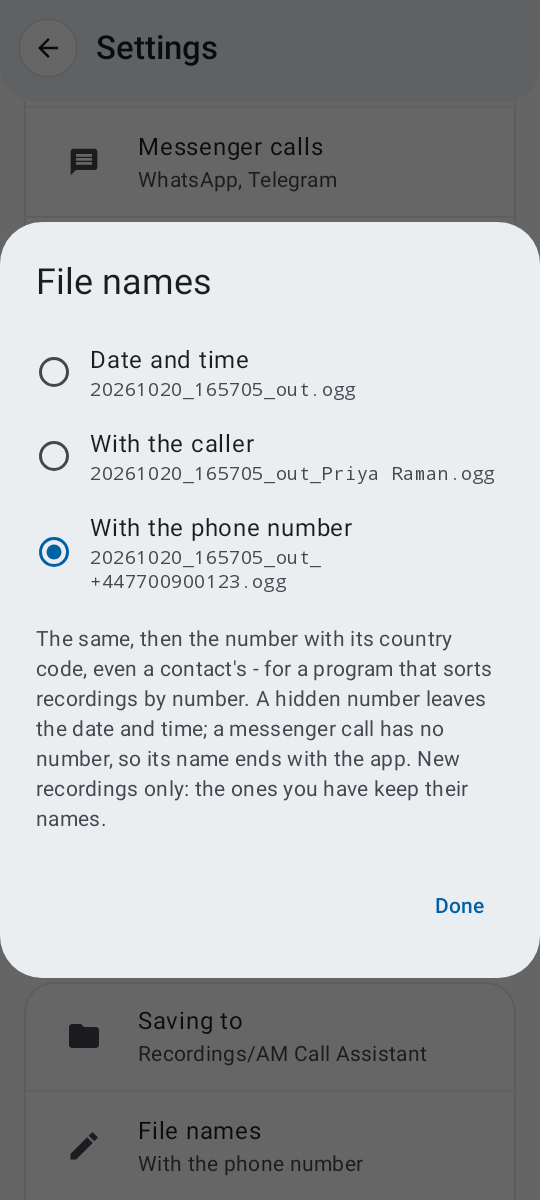 Settings
Messenger calls
WhatsApp, Telegram
File names
Date and time
20261020_165705_out.ogg
With the caller
20261020_165705_out_Priya Raman.ogg
With the phone number
20261020_165705_out_
+447700900123.ogg
The same, then the number with its country
code, even a contact's - for a program that sorts
recordings by number. A hidden number leaves
the date and time; a messenger call has no
number, so its name ends with the app. New
recordings only: the ones you have keep their
names.
Done
Saving to
Recordings/AM Call Assistant
File names
With the phone number